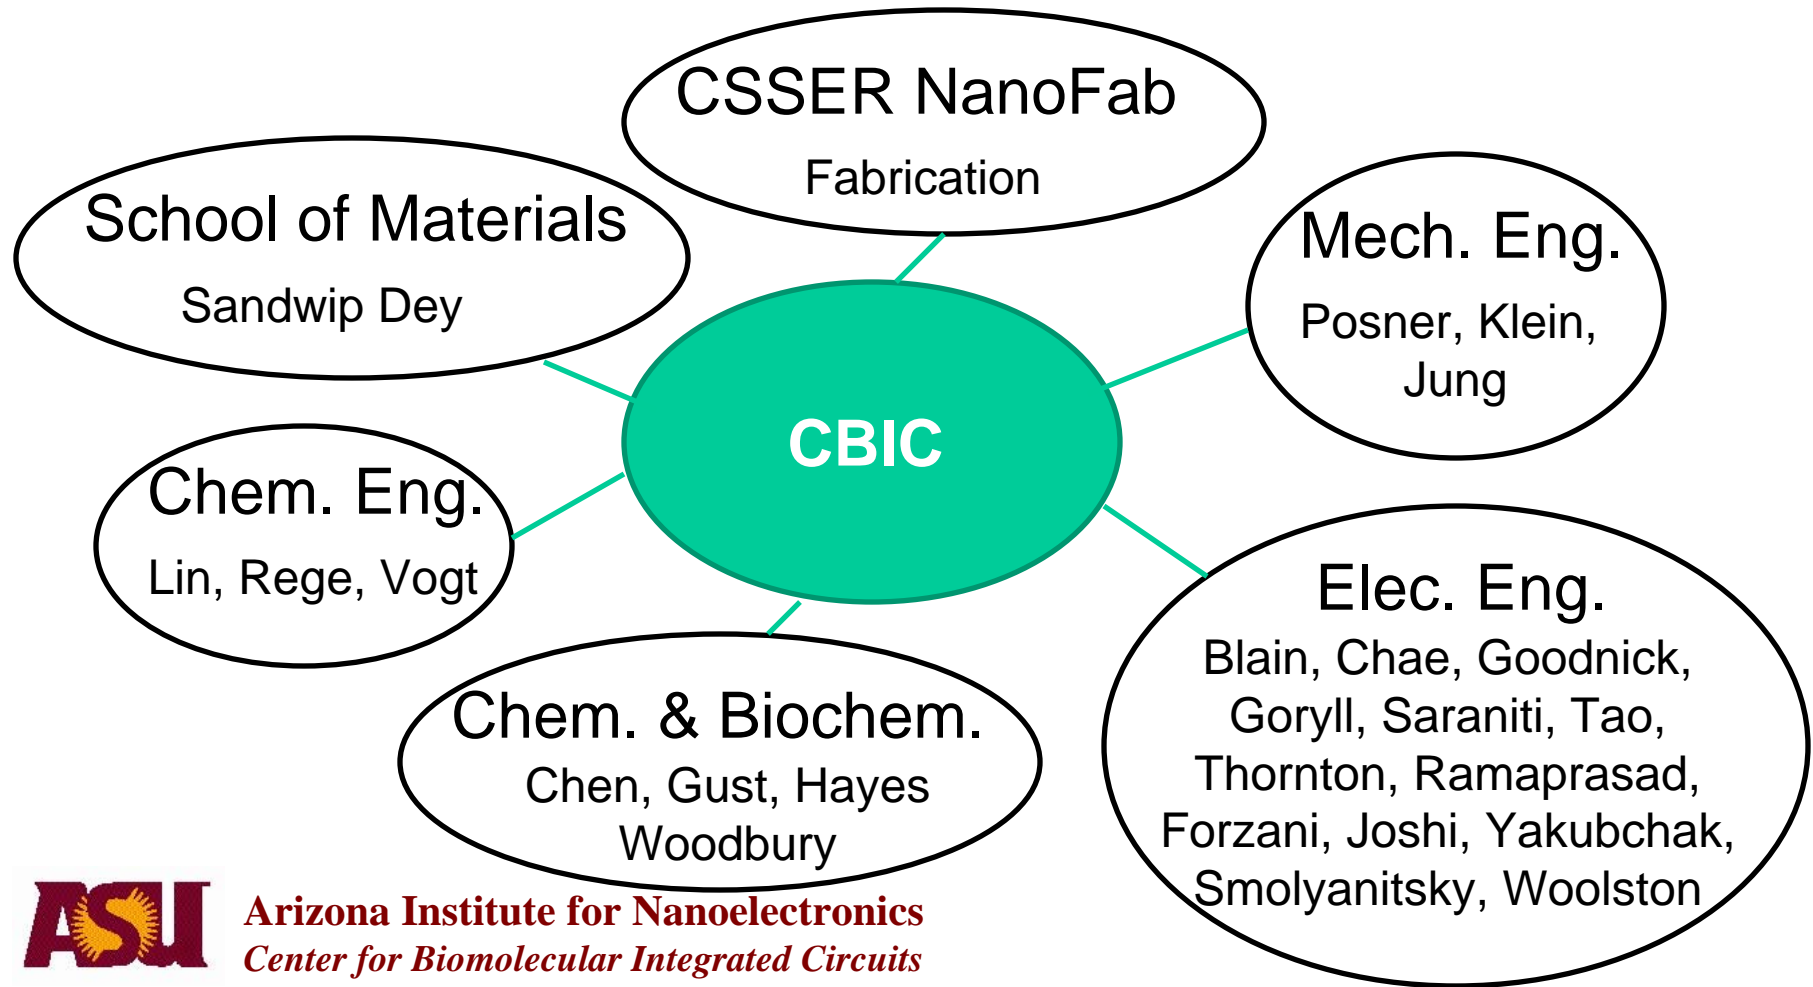 CSSER NanoFab
Fabrication
School of Materials
Sandwip Dey
Mech. Eng.
Posner, Klein,
Jung
CBIC
Chem. Eng.
Lin, Rege, Vogt
Elec. Eng.
Blain, Chae, Goodnick,
Goryll, Saraniti, Tao,
Thornton, Ramaprasad,
Forzani, Joshi, Yakubchak,
Smolyanitsky, Woolston
Chem. & Biochem.
Chen, Gust, Hayes
Woodbury
ASU
Arizona Institute for Nanoelectronics
Center for Biomolecular Integrated Circuits